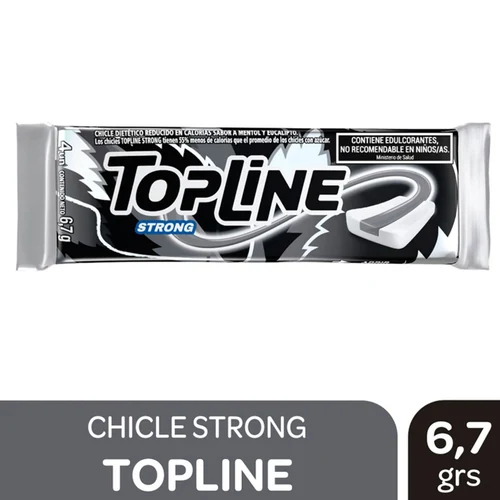 CHICLE DIETÉTICO REDUCIDO EN CALORÍAS SABOR A MENTOL Y EUCALIPTO.
Los chicles TOPLINE STRONG tienen 55% menos de calorías que el promedio de los chicles con azúcar.
4 un.
CONTENIDO NETO
6,7 g
TOPLINE
STRONG
CONTIENE EDULCORANTES,
NO RECOMENDABLE EN NIÑOS/AS.
Ministerio de Salud
CHICLE STRONG
TOPLINE
6,7
grs